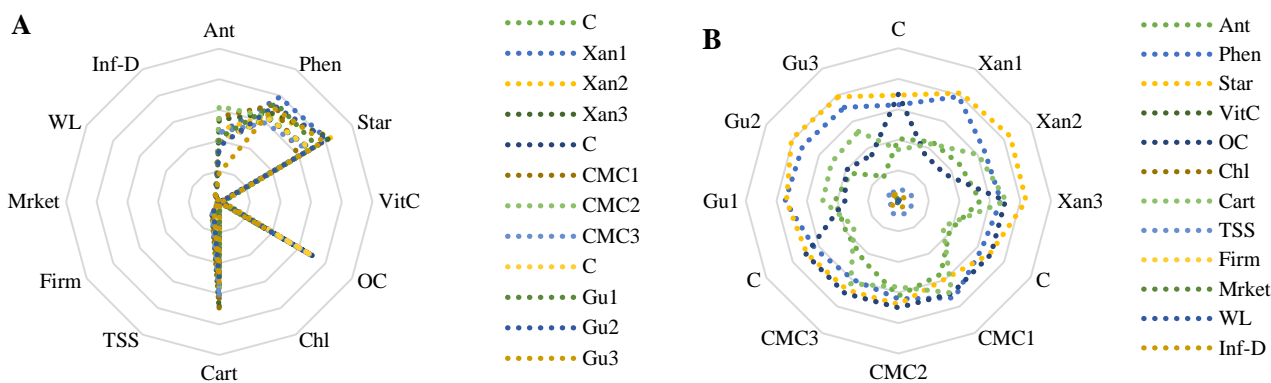 A
Ant
Phen
Star
VitC
OC
Chl
Cart
TSS
Firm
Mrket
WL
Inf-D
C
Xan1
Xan2
Xan3
C
CMC1
CMC2
CMC3
C
Gu1
Gu2
Gu3
B
C
Xan1
Xan2
Xan3
C
CMC1
CMC2
CMC3
C
Gu1
Gu2
Gu3
Ant
Phen
Star
VitC
OC
Chl
Cart
TSS
Firm
Mrket
WL
Inf-D